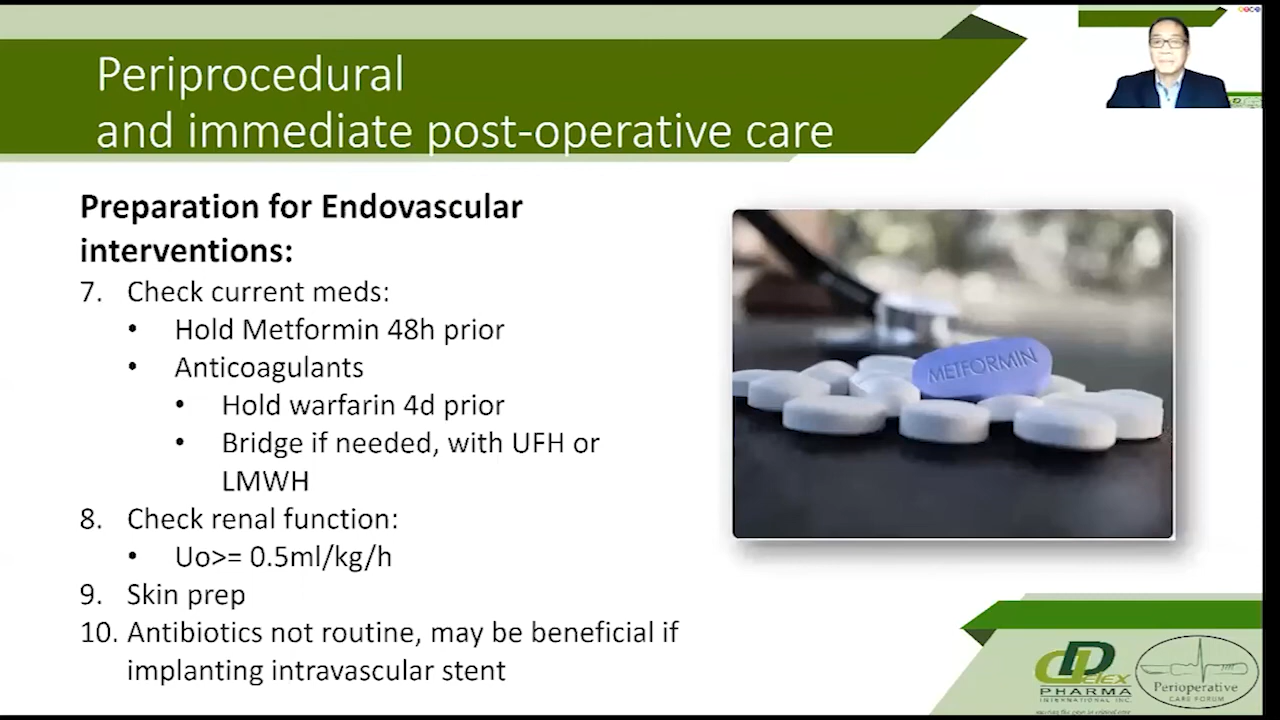 Periprocedural
and immediate post-operative care
Preparation for Endovascular
interventions:
7. Check current meds:
• Hold Metformin 48h prior
• Anticoagulants
• Hold warfarin 4d prior
• Bridge if needed, with UFH or
LMWH
8. Check renal function:
• Uo>= 0.5ml/kg/h
9. Skin prep
10. Antibiotics not routine, may be beneficial if
implanting intravascular stent
METFORMIN
PHARMA
INTERNATIONAL INC.
Perioperative
CARE FORUM